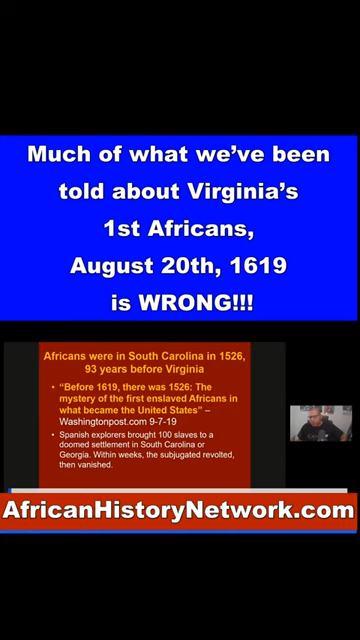 Much of what we've been
told about Virginia's
1st Africans,
August 20th, 1619
is WRONG!!!
Africans were in South Carolina in 1526,
93 years before Virginia
• "Before 1619, there was 1526: The
mystery of the first enslaved Africans in
what became the United States" –
Washingtonpost.com 9-7-19
• Spanish explorers brought 100 slaves to a
doomed settlement in South Carolina or
Georgia. Within weeks, the subjugated revolted,
then vanished.
AfricanHistoryNetwork.com